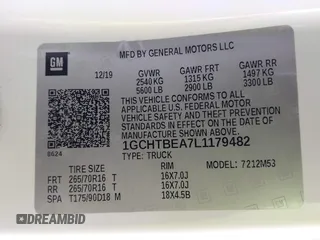 GM
MFD BY GENERAL MOTORS LLC
12/19
GVWR GAWR FRT GAWR RR
2540 KG 1315 KG 1497 KG
5600 LB 2900 LB 3300 LB
THIS VEHICLE CONFORMS TO ALL
APPLICABLE U.S. FEDERAL MOTOR
VEHICLE SAFETY AND THEFT PREVENTION
STANDARDS IN EFFECT ON THE DATE OF
MANUFACTURE SHOWN ABOVE.
1GCHTBEA7L1179482
8624
TYPE: TRUCK
TIRE SIZE RIM MODEL: 7212M53
FRT 265/70R16 T 16X7.0J
RR 265/70R16 T 16X7.0J
SPA T175/90D18 M 18X4.5B
DREAMBID